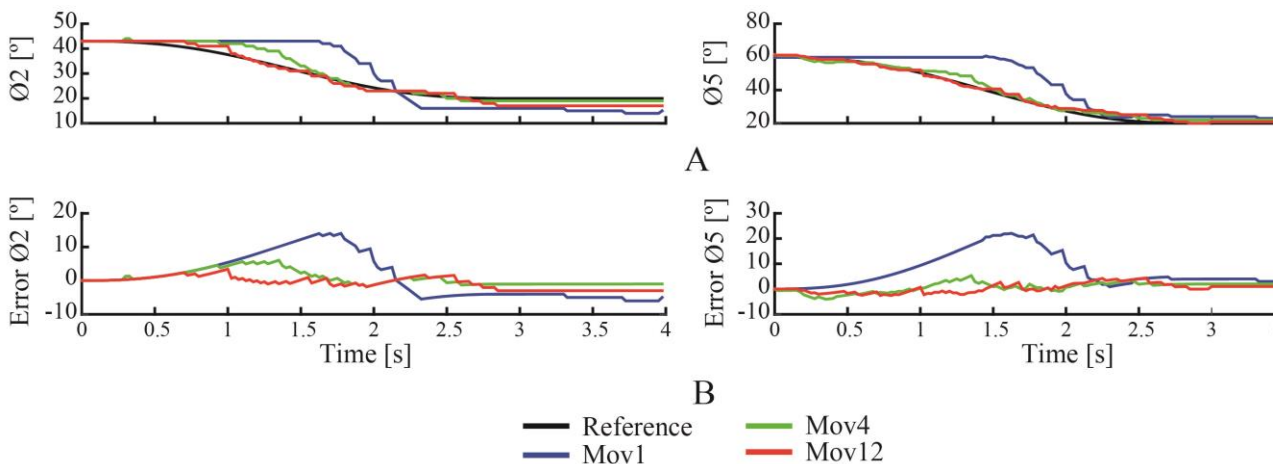 Ø2 [º]
50
40
30
20
10
Ø5 [º]
80
60
40
20
A
Error Ø2 [º]
20
10
0
-10
0 0.5 1 1.5 2 2.5 3 3.5 4
Time [s]
Error Ø5 [º]
30
20
10
0
-10
0 0.5 1 1.5 2 2.5 3
Time [s]
B
Reference
Mov4
Mov1
Mov12